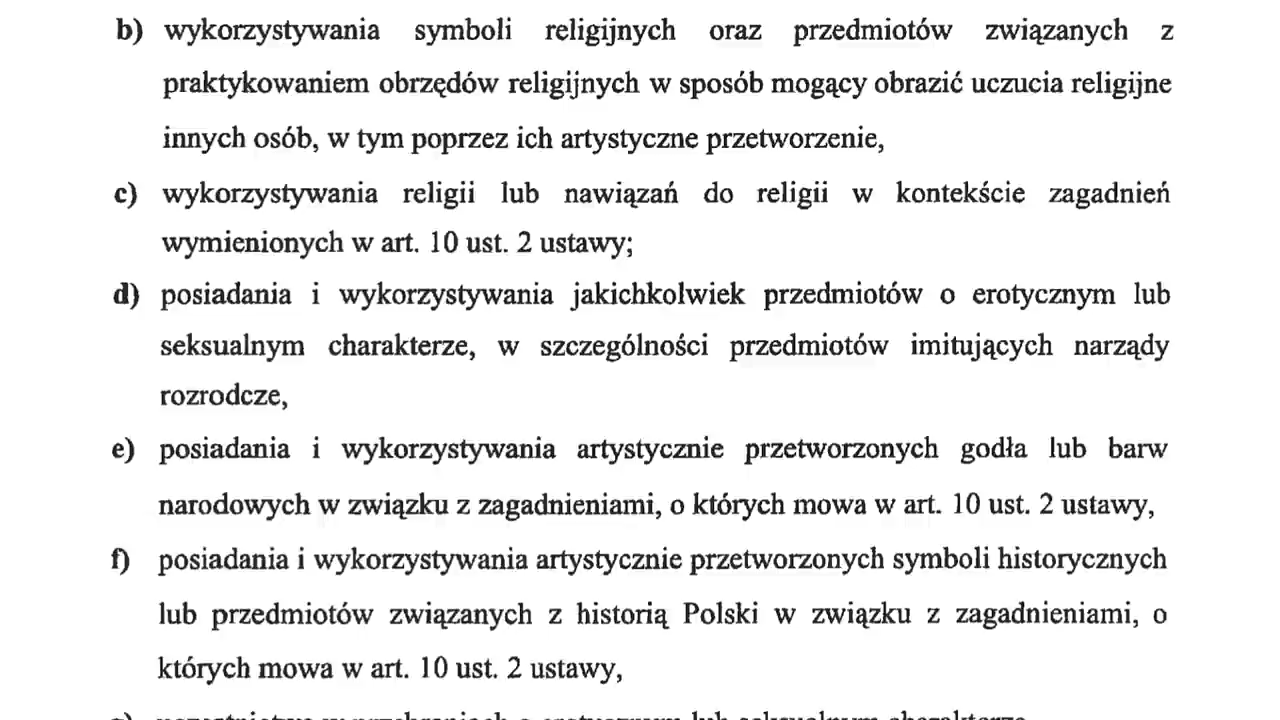 b) wykorzystywania symboli religijnych oraz przedmiotów związanych z
praktykowaniem obrzędów religijnych w sposób mogący obrazić uczucia religijne
innych osób, w tym poprzez ich artystyczne przetworzenie,
c) wykorzystywania religii lub nawiązań do religii w kontekście zagadnień
wymienionych w art. 10 ust. 2 ustawy;
d) posiadania i wykorzystywania jakichkolwiek przedmiotów o erotycznym lub
seksualnym charakterze, w szczególności przedmiotów imitujących narządy
rozrodcze,
e) posiadania i wykorzystywania artystycznie przetworzonych godła lub barw
narodowych w związku z zagadnieniami, o których mowa w art. 10 ust. 2 ustawy,
f) posiadania i wykorzystywania artystycznie przetworzonych symboli historycznych
lub przedmiotów związanych z historią Polski w związku z zagadnieniami, o
których mowa w art. 10 ust. 2 ustawy,